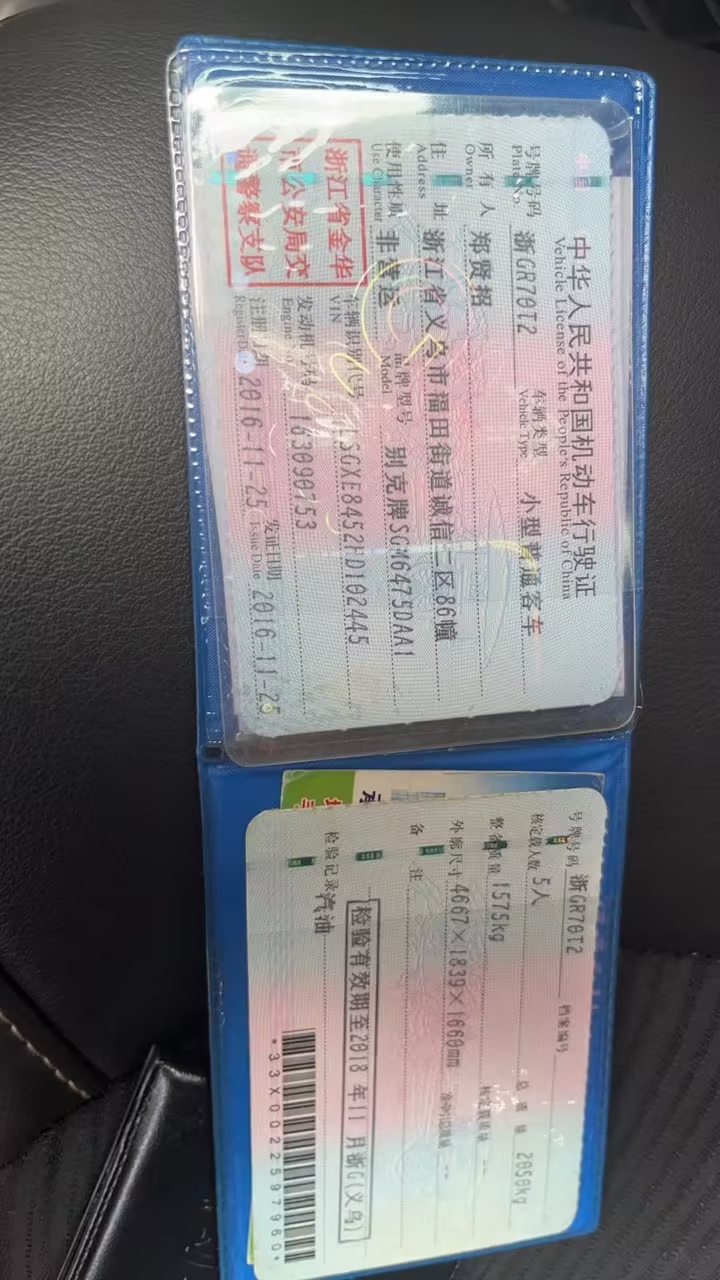 中华人民共和国机动车行驶证
Vehicle License of the People's Republic of China
号牌号码 浙GR70T2 车辆类型 小型普通客车
Plate No. Vehicle Type
所有人 郑贤招
Owner
住址 浙江省义乌市福田街道诚信二区86幢
Address
使用性质 非营运 品牌型号 别克牌SGM6475DAA1
Use Character Model
浙江省金华
市公安局交
通警察支队
车辆识别代号 LSGXE8452HD102445
VIN
发动机号码 163090753
Engine No.
注册日期 2016-11-25 发证日期 2016-11-25
Register Date Issue Date
号牌号码 浙GR70T2 档案编号
核定载人数 5人 总质量 2050kg
整备质量 1575kg 核定载质量 --
外廓尺寸 4667×1839×1660mm 准牵引总质量 --
备注
检验有效期至2018年11月浙G(义乌)
检验记录 汽油
*33X0022597960*